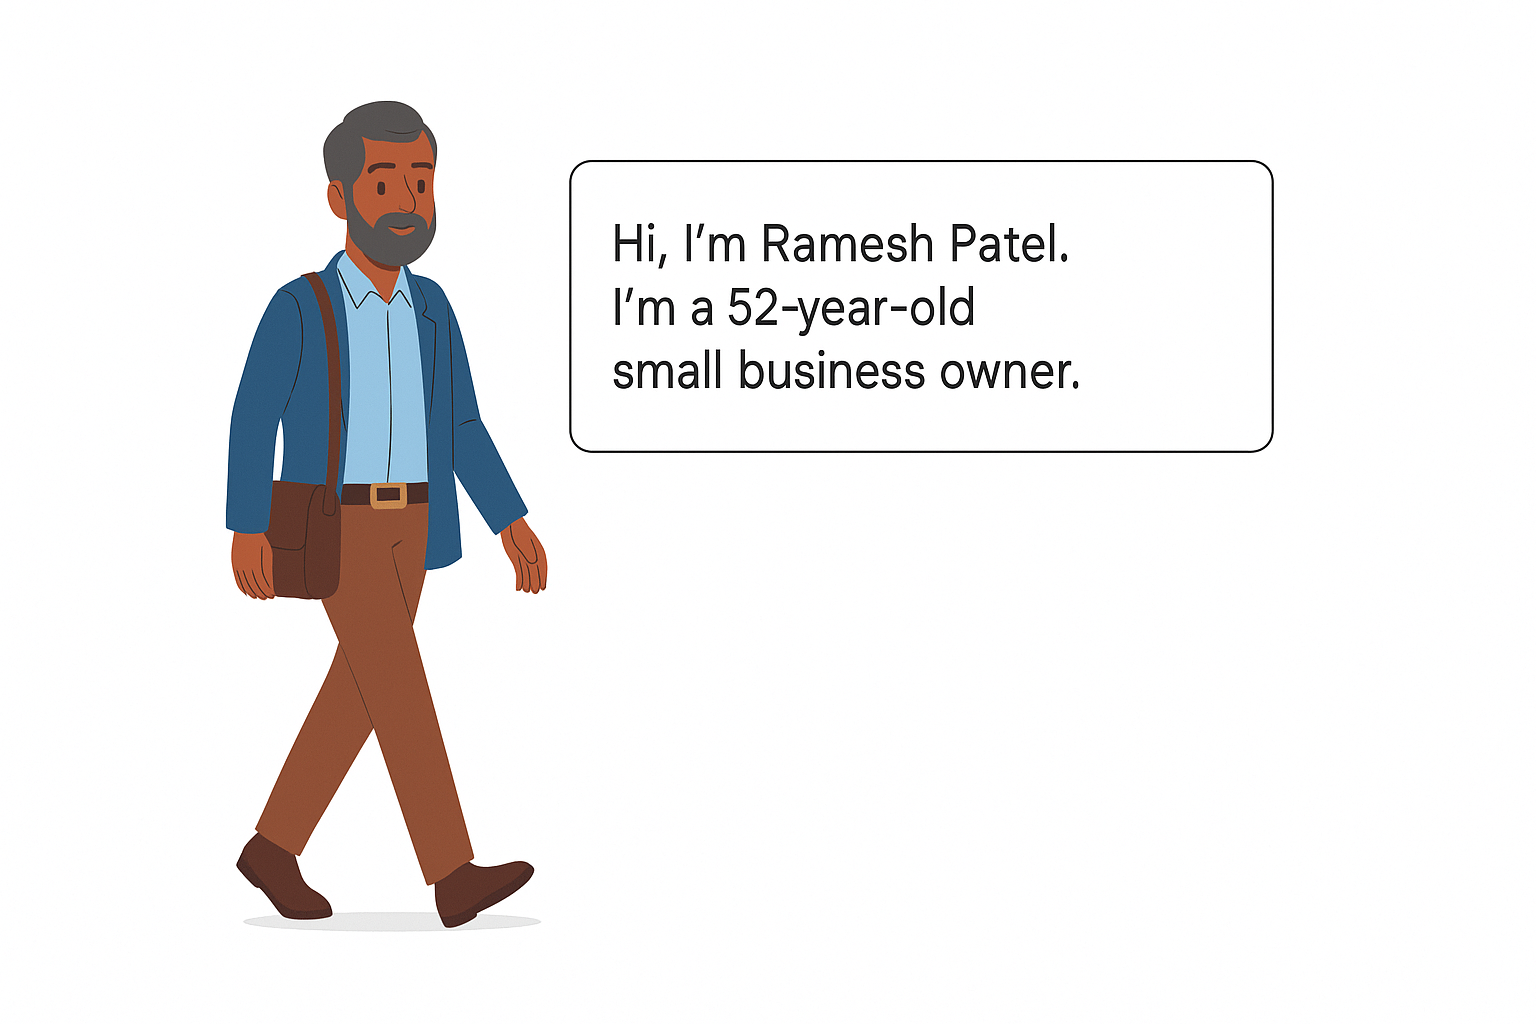 Hi, I’m Ramesh Patel.
I’m a 52-year-old
small business owner.